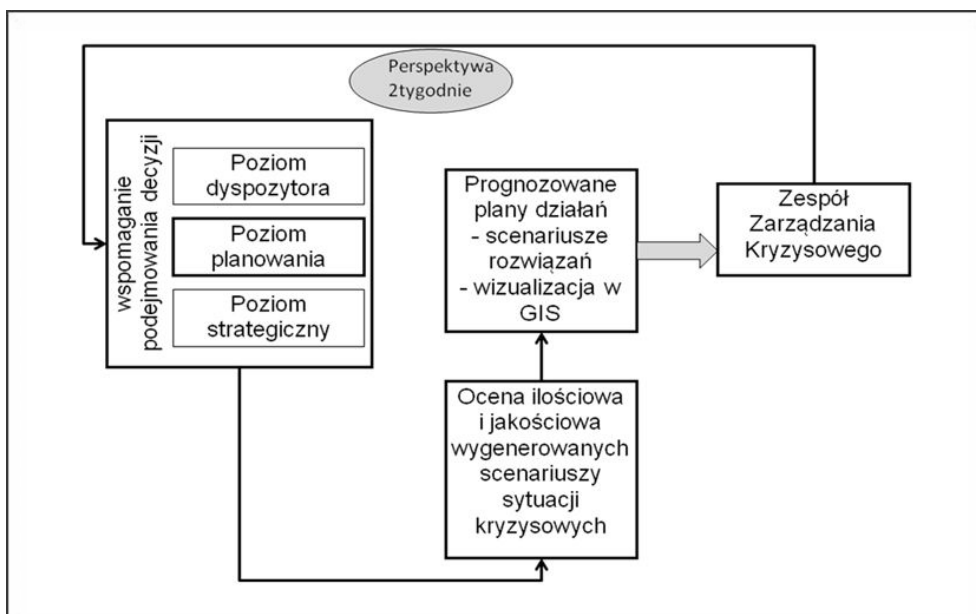 Perspektywa
2tygodnie
wspomaganie
podejmowania decyzji
Poziom
dyspozytora
Poziom
planowania
Poziom
strategiczny
Prognozowane
plany działań
- scenariusze
rozwiązań
- wizualizacja w
GIS
Zespół
Zarządzania
Kryzysowego
Ocena ilościowa
i jakościowa
wygenerowanych
scenariuszy
sytuacji
kryzysowych